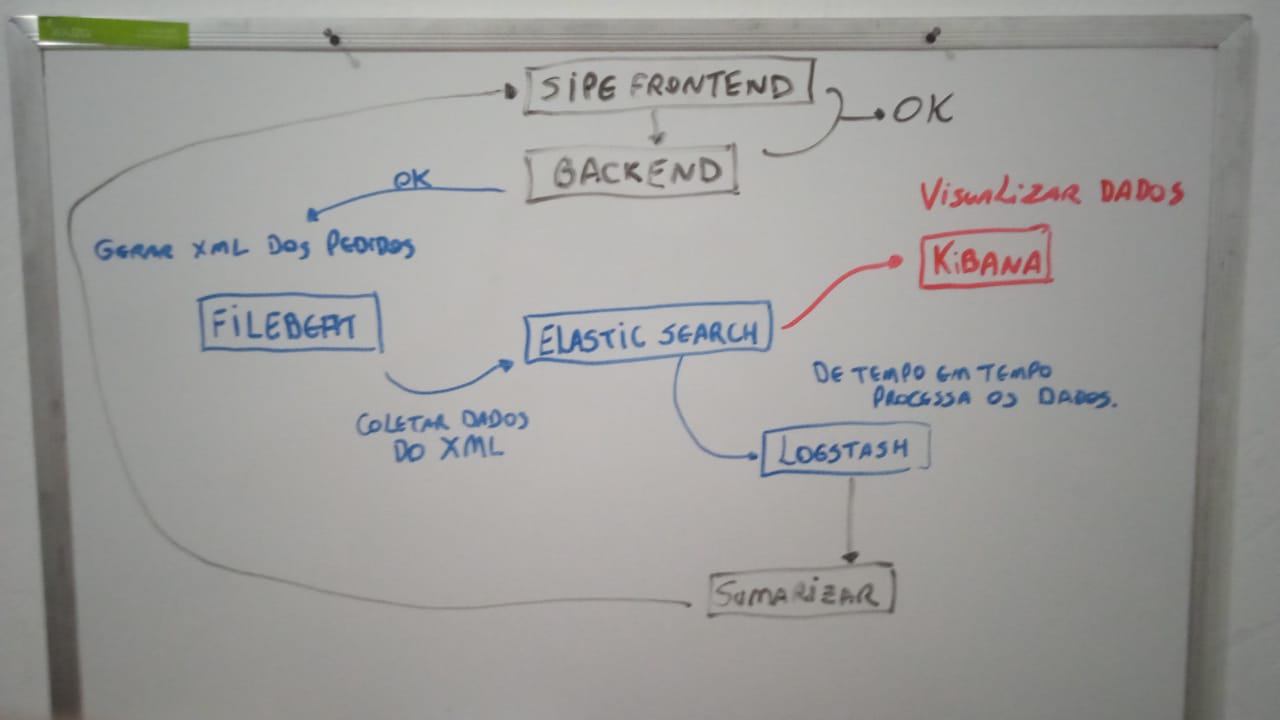 SIPE FRONTEND
OK
BACKEND
OK
VISUALIZAR DADOS
GERAR XML DOS PEDIDOS
KIBANA
FILEBEAT
ELASTIC SEARCH
DE TEMPO EM TEMPO
PROCESSA OS DADOS.
COLETAR DADOS
DO XML
LOGSTASH
SUMARIZAR